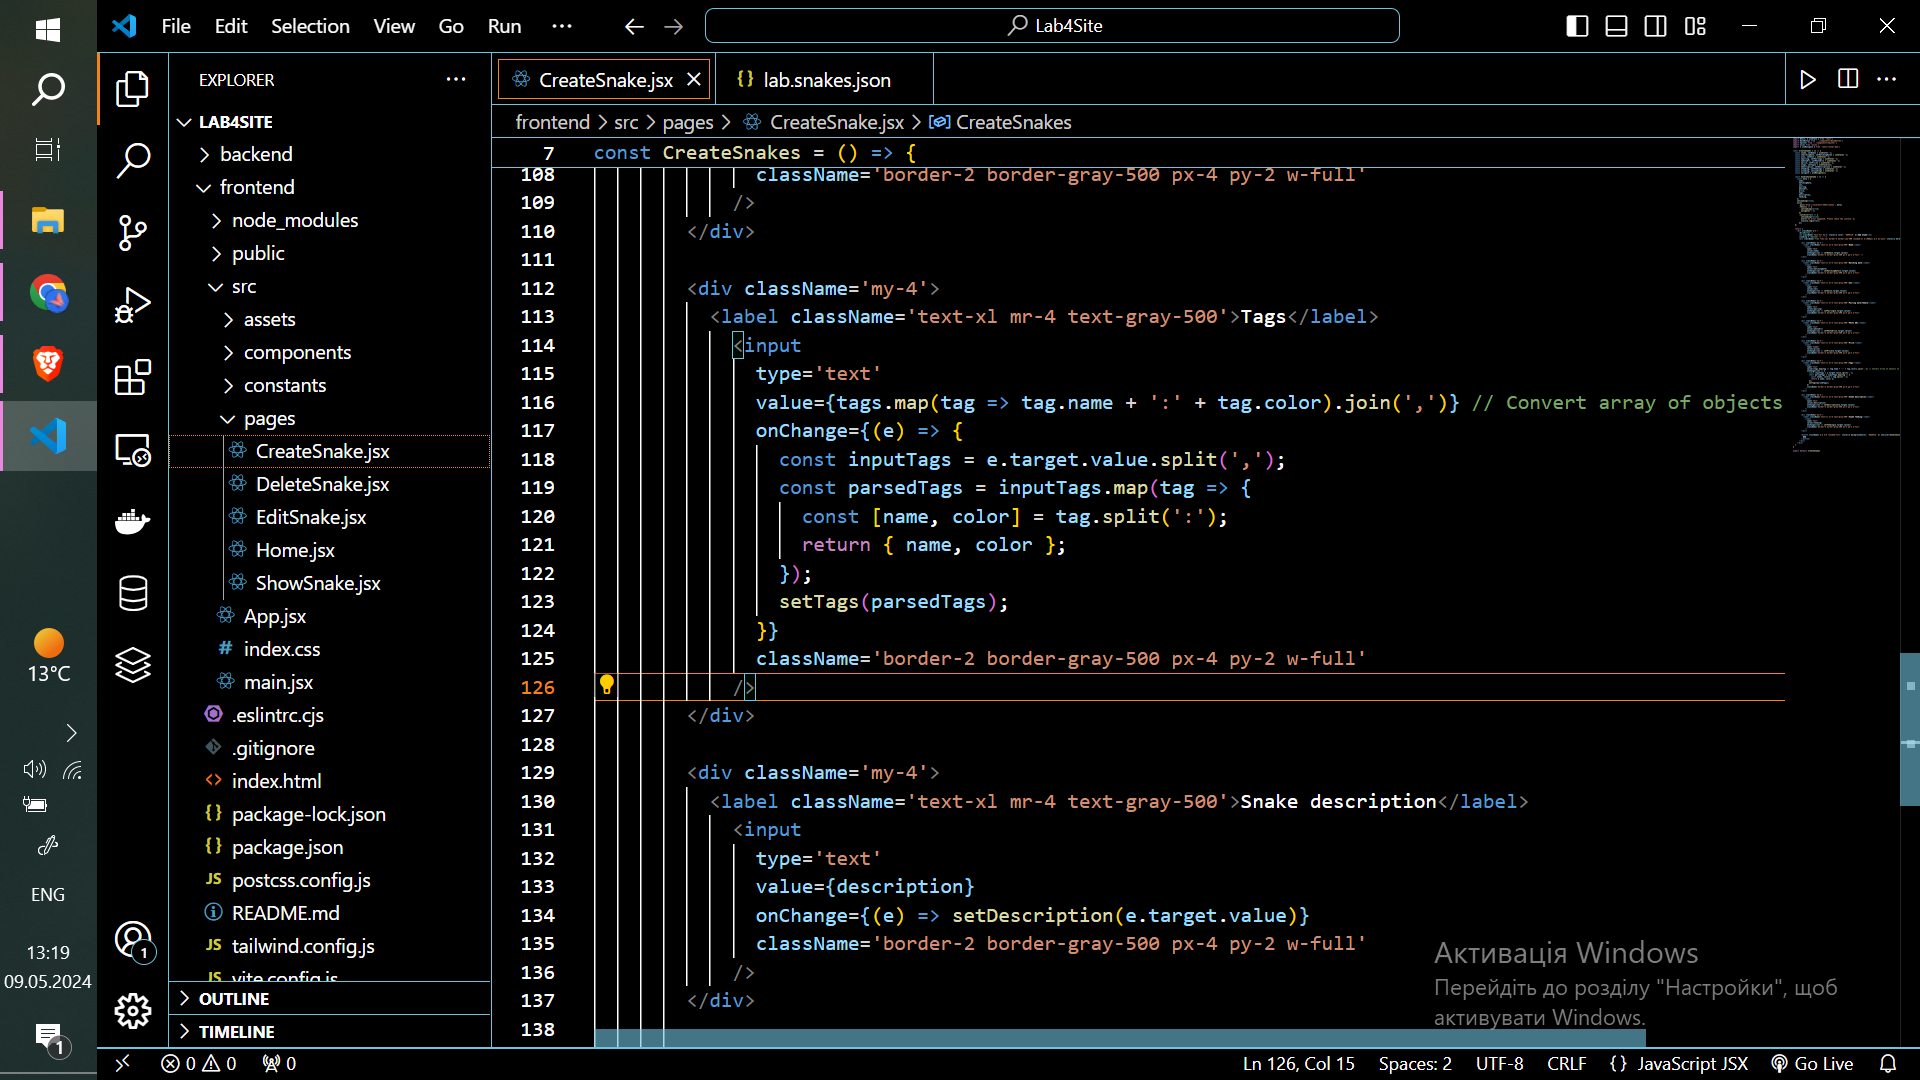 File Edit Selection View Go Run ···
Lab4Site
EXPLORER
CreateSnake.jsx
{} lab.snakes.json
frontend > src > pages > CreateSnake.jsx > CreateSnakes
LAB4SITE
backend
frontend
node_modules
public
src
assets
components
constants
pages
CreateSnake.jsx
DeleteSnake.jsx
EditSnake.jsx
Home.jsx
ShowSnake.jsx
App.jsx
# index.css
main.jsx
.eslintrc.cjs
.gitignore
<> index.html
{} package-lock.json
{} package.json
JS postcss.config.js
README.md
JS tailwind.config.js
JS vite.config.js
OUTLINE
TIMELINE
7 const CreateSnakes = () => {
108 className='border-2 border-gray-500 px-4 py-2 w-full'
109 />
110 </div>
111
112 <div className='my-4'>
113 <label className='text-xl mr-4 text-gray-500'>Tags</label>
114 <input
115 type='text'
116 value={tags.map(tag => tag.name + ':' + tag.color).join(',')} // Convert array of objects
117 onChange={(e) => {
118 const inputTags = e.target.value.split(',');
119 const parsedTags = inputTags.map(tag => {
120 const [name, color] = tag.split(':');
121 return { name, color };
122 });
123 setTags(parsedTags);
124 }}
125 className='border-2 border-gray-500 px-4 py-2 w-full'
126 />
127 </div>
128
129 <div className='my-4'>
130 <label className='text-xl mr-4 text-gray-500'>Snake description</label>
131 <input
132 type='text'
133 value={description}
134 onChange={(e) => setDescription(e.target.value)}
135 className='border-2 border-gray-500 px-4 py-2 w-full'
136 />
137 </div>
138
Активація Windows
Перейдіть до розділу "Настройки", щоб
активувати Windows.
13°C
ENG
13:19
09.05.2024
1
1
0 0 0
Ln 126, Col 15 Spaces: 2 UTF-8 CRLF {} JavaScript JSX Go Live